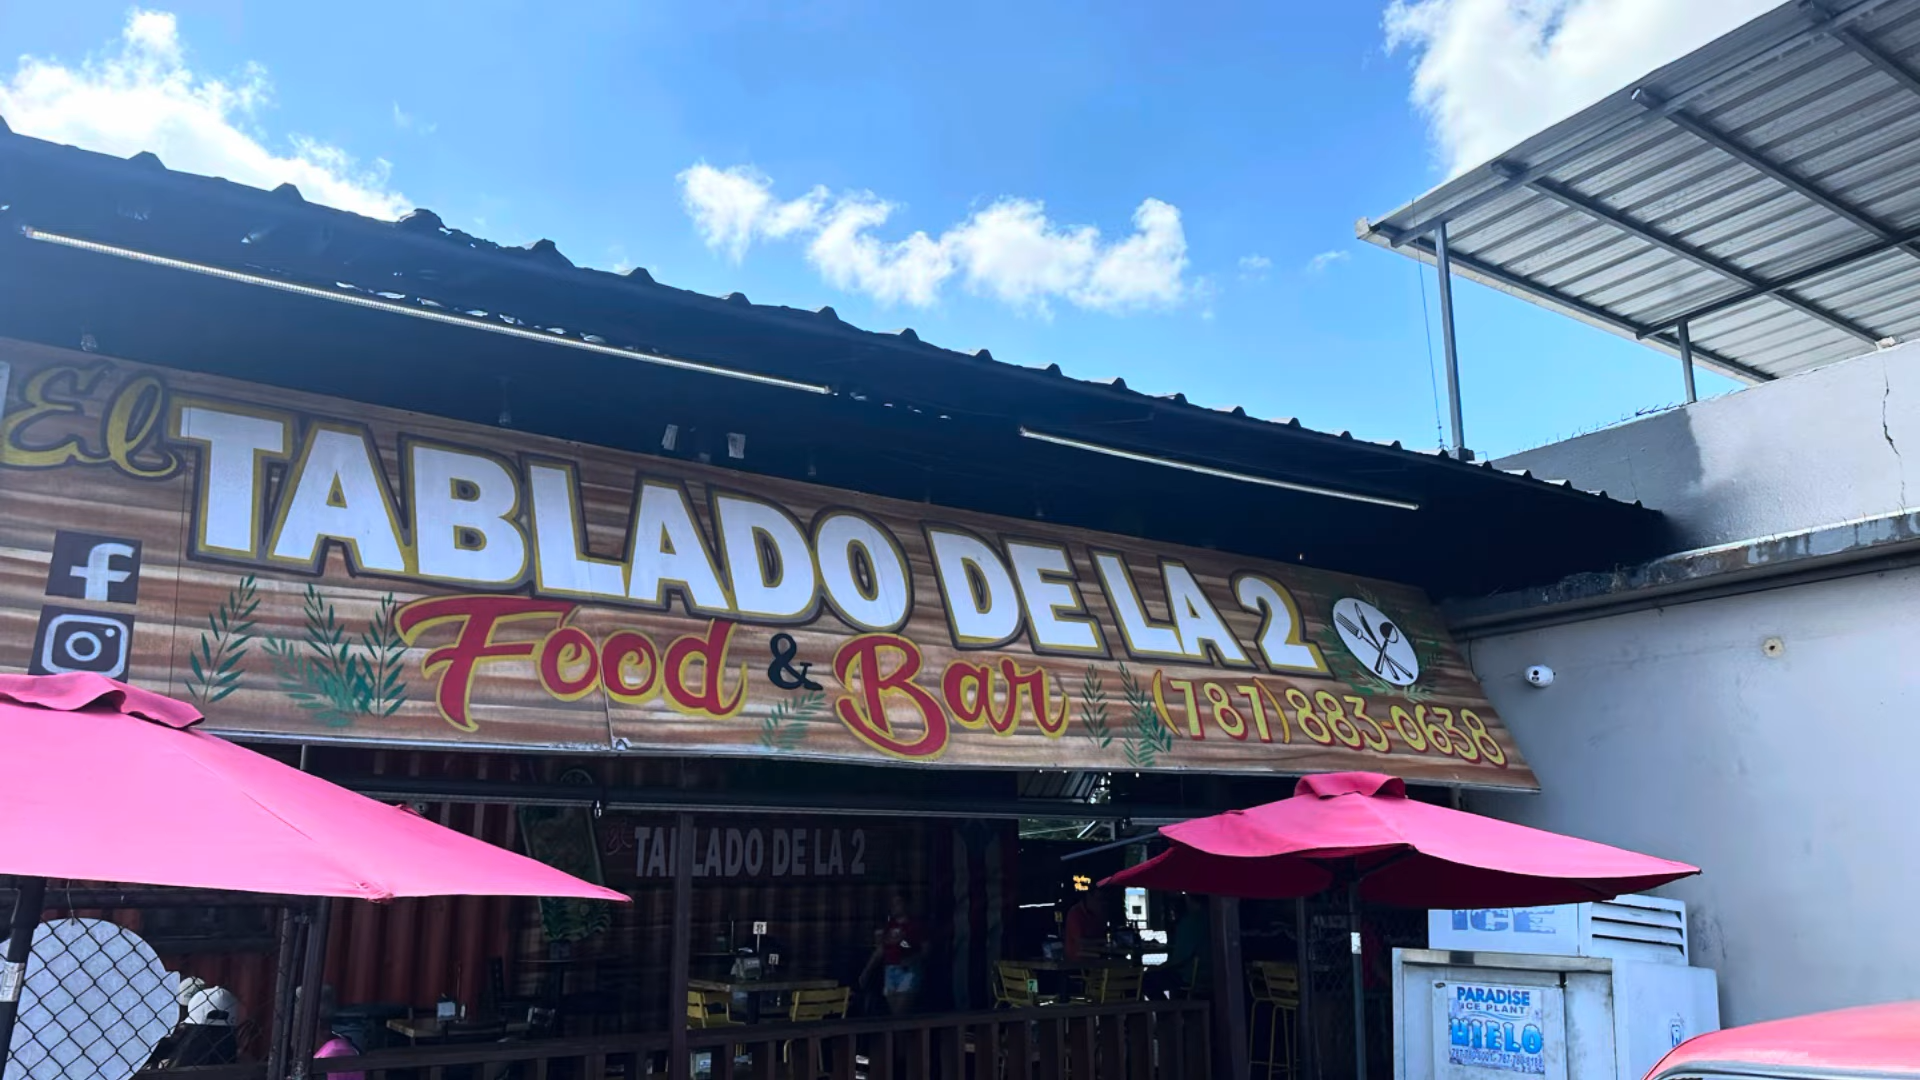 El TABLADO DE LA 2
Food & Bar (787) 883-0638
El TABLADO DE LA 2
ICE
PARADISE
ICE PLANT
HIELO